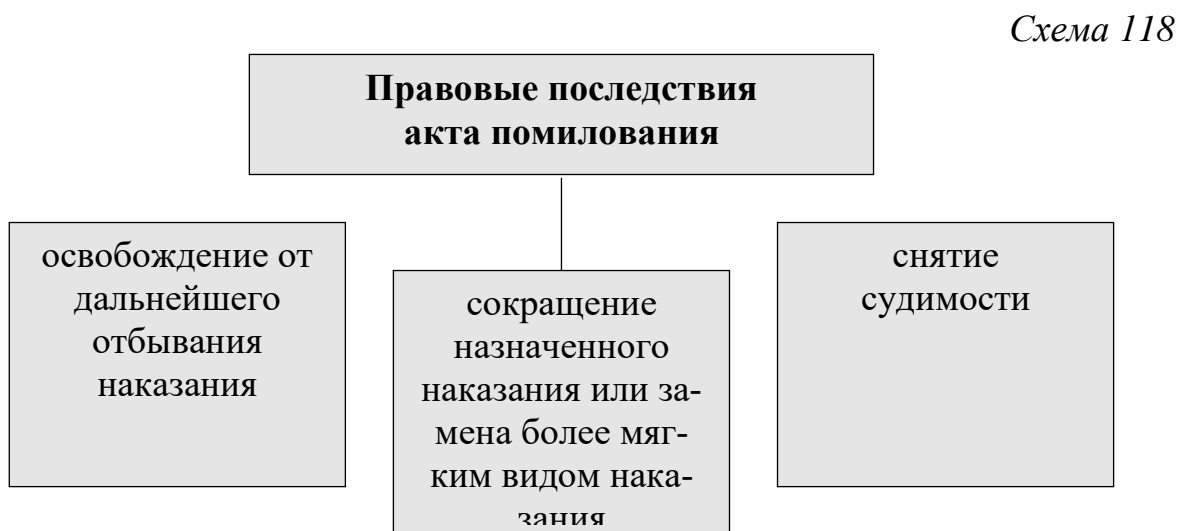 Схема 118
Правовые последствия
акта помилования
освобождение от
дальнейшего
отбывания
наказания
сокращение
назначенного
наказания или за-
мена более мяг-
ким видом нака-
зания
снятие
судимости